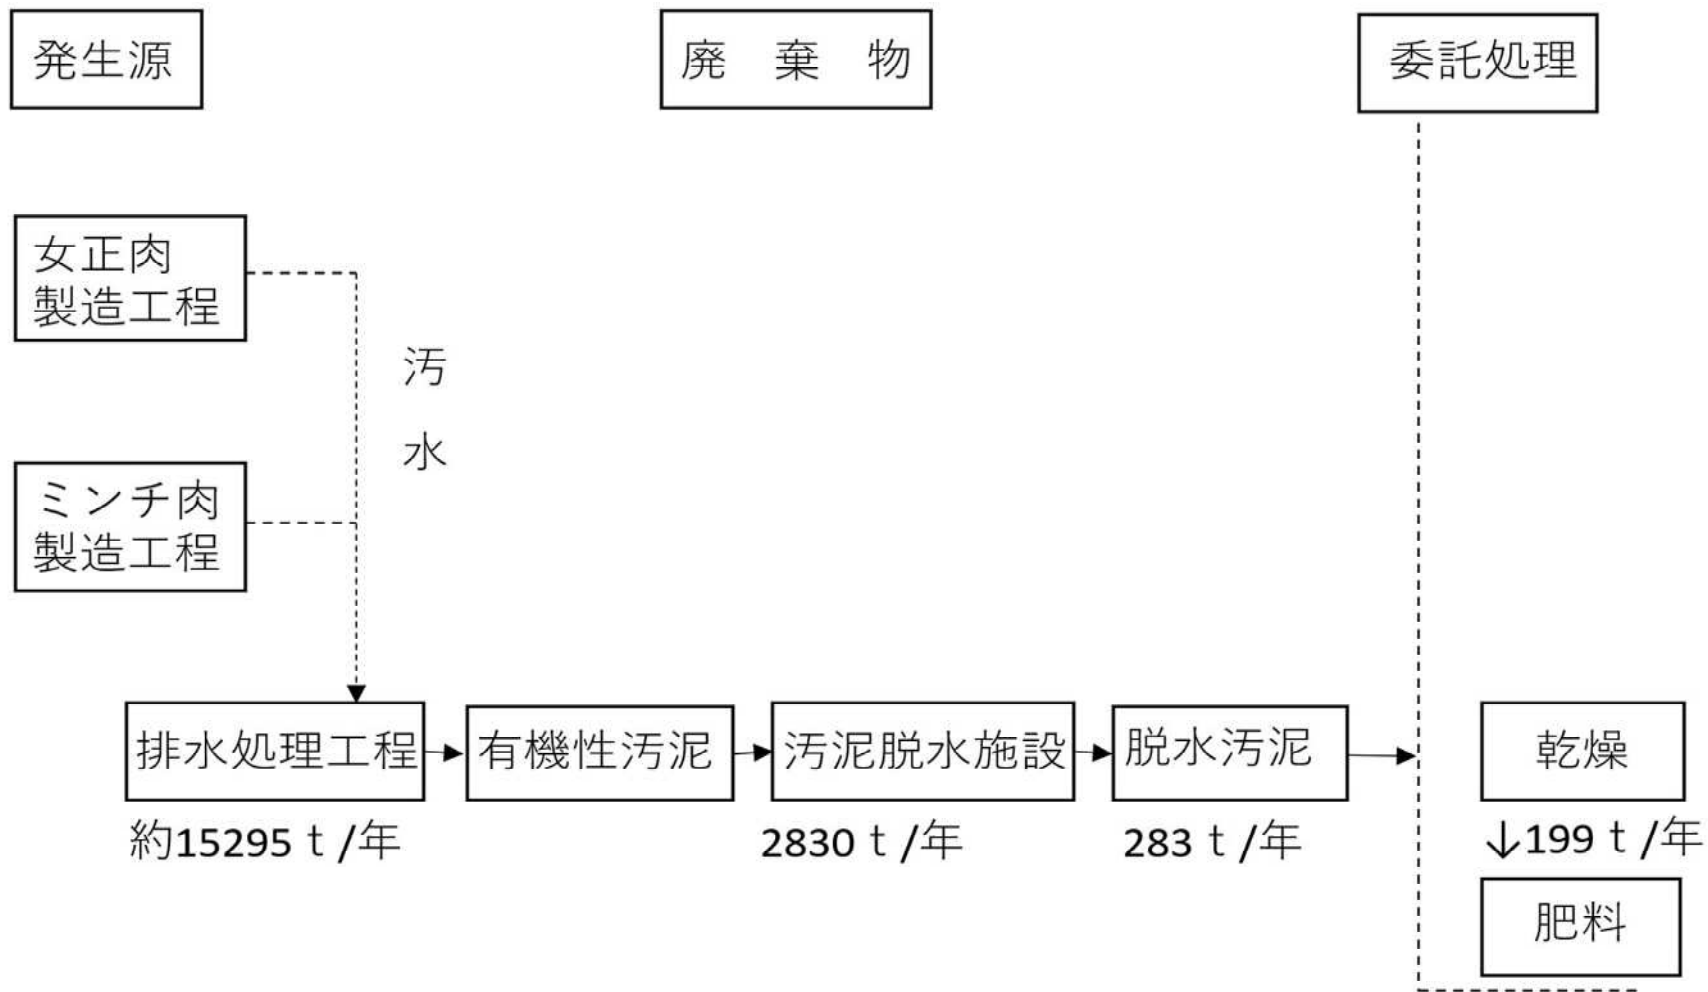 発生源
廃 棄 物
委託処理
女正肉
製造工程
汚
水
ミンチ肉
製造工程
排水処理工程
有機性汚泥
汚泥脱水施設
脱水汚泥
乾燥
約15295 t /年
2830 t /年
283 t /年
↓199 t /年
肥料